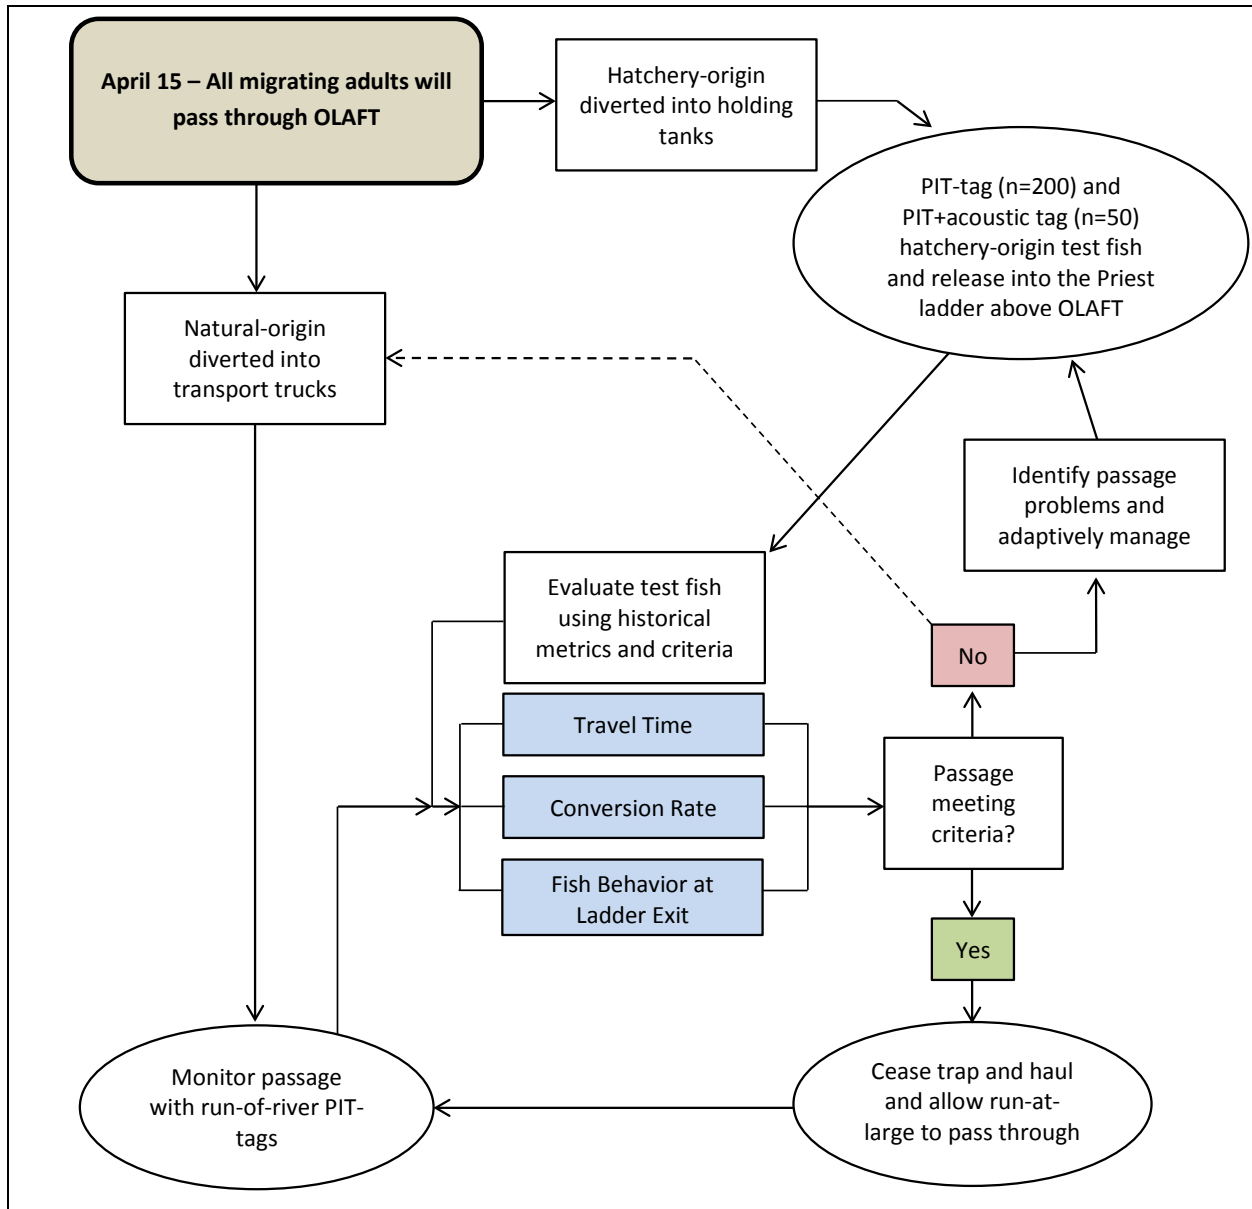 April 15 – All migrating adults will
pass through OLAFT
Hatchery-origin
diverted into holding
tanks
PIT-tag (n=200) and
PIT+acoustic tag (n=50)
hatchery-origin test fish
and release into the Priest
ladder above OLAFT
Natural-origin
diverted into
transport trucks
Identify passage
problems and
adaptively manage
Evaluate test fish
using historical
metrics and criteria
No
Travel Time
Conversion Rate
Fish Behavior at
Ladder Exit
Passage
meeting
criteria?
Yes
Monitor passage
with run-of-river PIT-
tags
Cease trap and haul
and allow run-at-
large to pass through